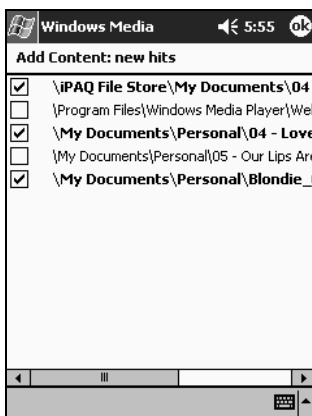 Windows Media 5:55 ok
Add Content: new hits
\iPAQ File Store\My Documents\04
\Program Files\Windows Media Player\Wel
\My Documents\Personal\04 - Love
\My Documents\Personal\05 - Our Lips Are
\My Documents\Personal\Blondie_